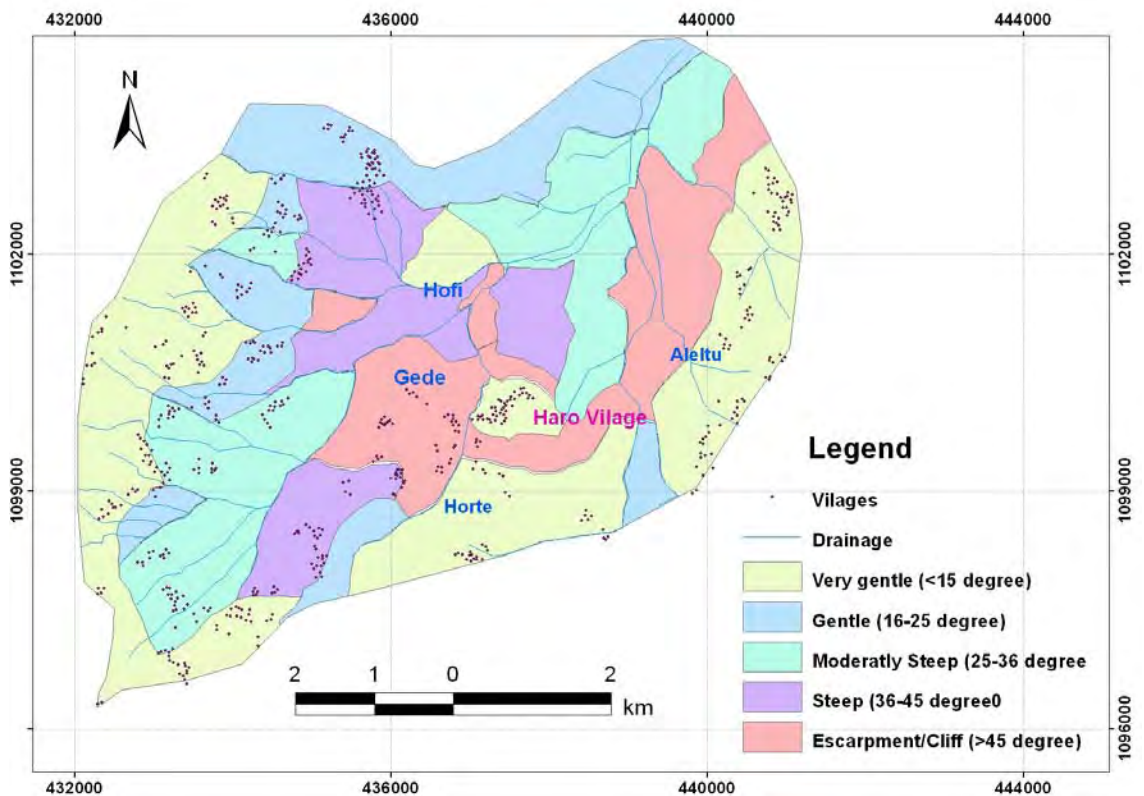 432000 436000 440000 444000
N
1102000 1102000
Hofi
Aleltu
Gede
Haro Vilage
Legend
1099000 1099000
Vilages
Horte
Drainage
Very gentle (<15 degree)
Gentle (16-25 degree)
Moderatly Steep (25-36 degree
2 1 0 2
Steep (36-45 degree0
km
1096000 1096000
Escarpment/Cliff (>45 degree)
432000 436000 440000 444000